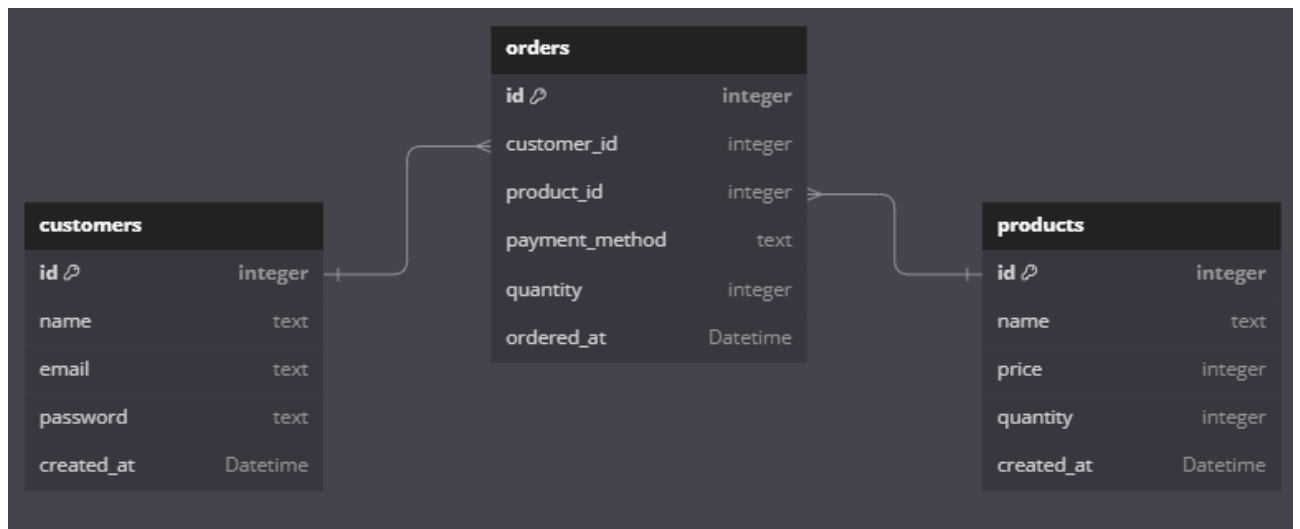 orders
id integer
customer_id integer
product_id integer
payment_method text
quantity integer
ordered_at Datetime
customers
id integer
name text
email text
password text
created_at Datetime
products
id integer
name text
price integer
quantity integer
created_at Datetime